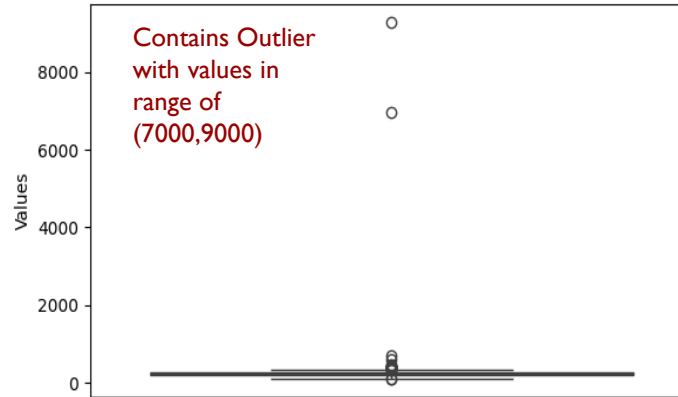 Contains Outlier
with values in
range of
(7000,9000)
8000
6000
4000
2000
0
Values